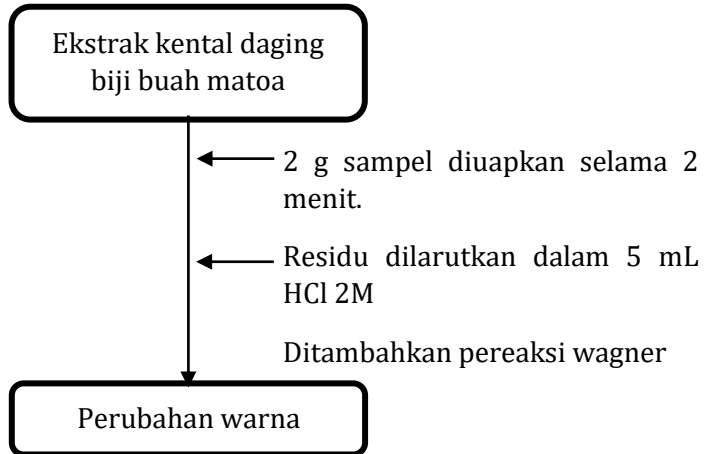 Ekstrak kental daging
biji buah matoa
2 g sampel diuapkan selama 2
menit.
Residu dilarutkan dalam 5 mL
HCl 2M
Ditambahkan pereaksi wagner
Perubahan warna